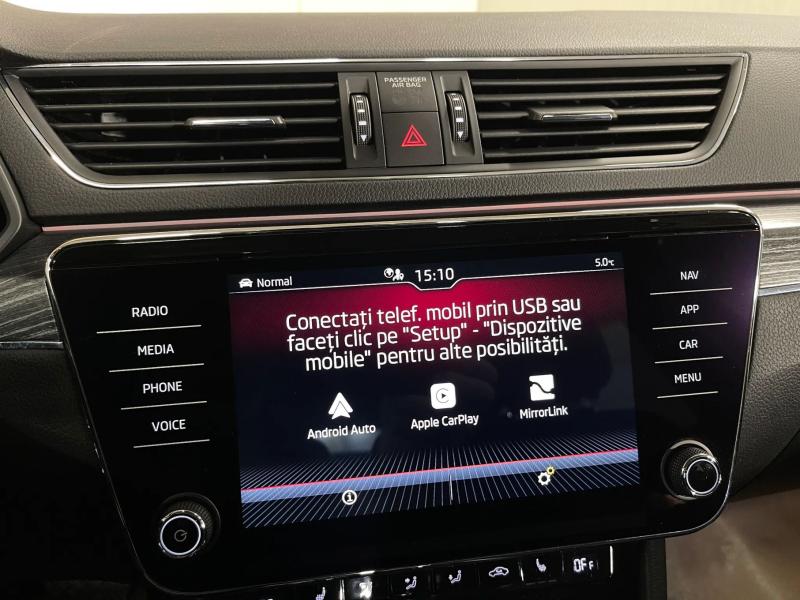 PASSENGER
AIR BAG
Normal
15:10
5.0°C
RADIO
MEDIA
PHONE
VOICE
Conectați telef. mobil prin USB sau
faceți clic pe "Setup" - "Dispozitive
mobile" pentru alte posibilități.
Android Auto
Apple CarPlay
MirrorLink
NAV
APP
CAR
MENU
OFF